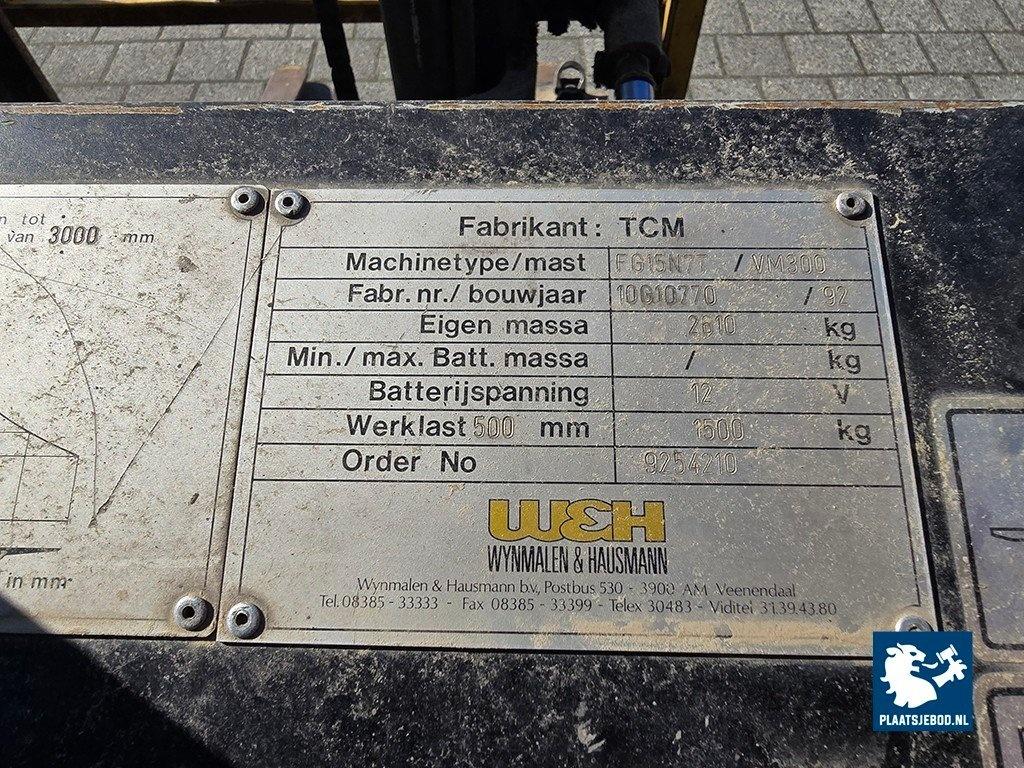 n tot
van 3000 mm
in mm
Fabrikant: TCM
Machinetype/mast FG15N7T / VM300
Fabr. nr./ bouwjaar 10G10770 / 92
Eigen massa 2610 kg
Min./ max. Batt. massa / kg
Batterijspanning 12 V
Werklast 500 mm 1500 kg
Order No 9254210
W&H
WYNMALEN & HAUSMANN
Wynmalen & Hausmann b.v., Postbus 530 - 3900 AM Veenendaal
Tel. 08385 - 33333 - Fax 08385 - 33399 - Telex 30483 - Viditel 31.39.43.80
PLAATSJEBOD.NL